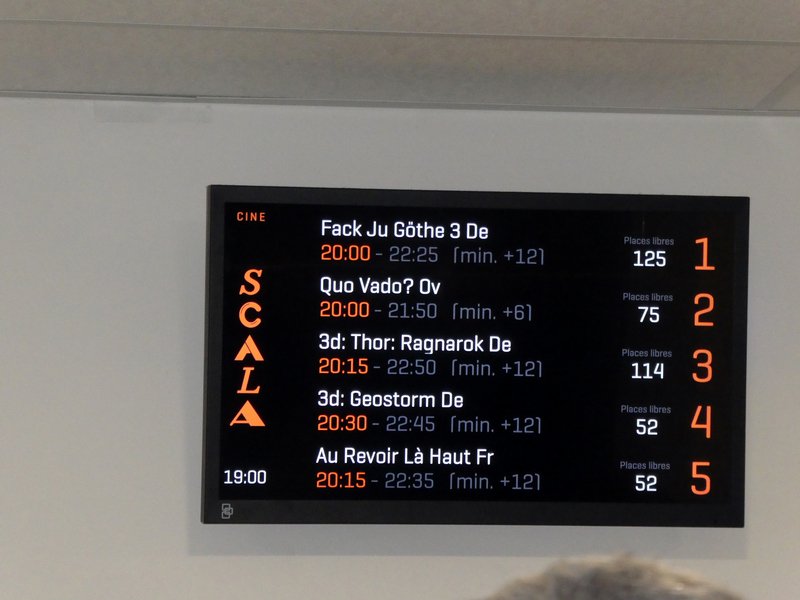 CINE
SCALA
19:00
Fack Ju Göthe 3 De
20:00 - 22:25 [min. +12]
Places libres
125
1
Quo Vado? Ov
20:00 - 21:50 [min. +6]
Places libres
75
2
3d: Thor: Ragnarok De
20:15 - 22:50 [min. +12]
Places libres
114
3
3d: Geostorm De
20:30 - 22:45 [min. +12]
Places libres
52
4
Au Revoir Là Haut Fr
20:15 - 22:35 [min. +12]
Places libres
52
5